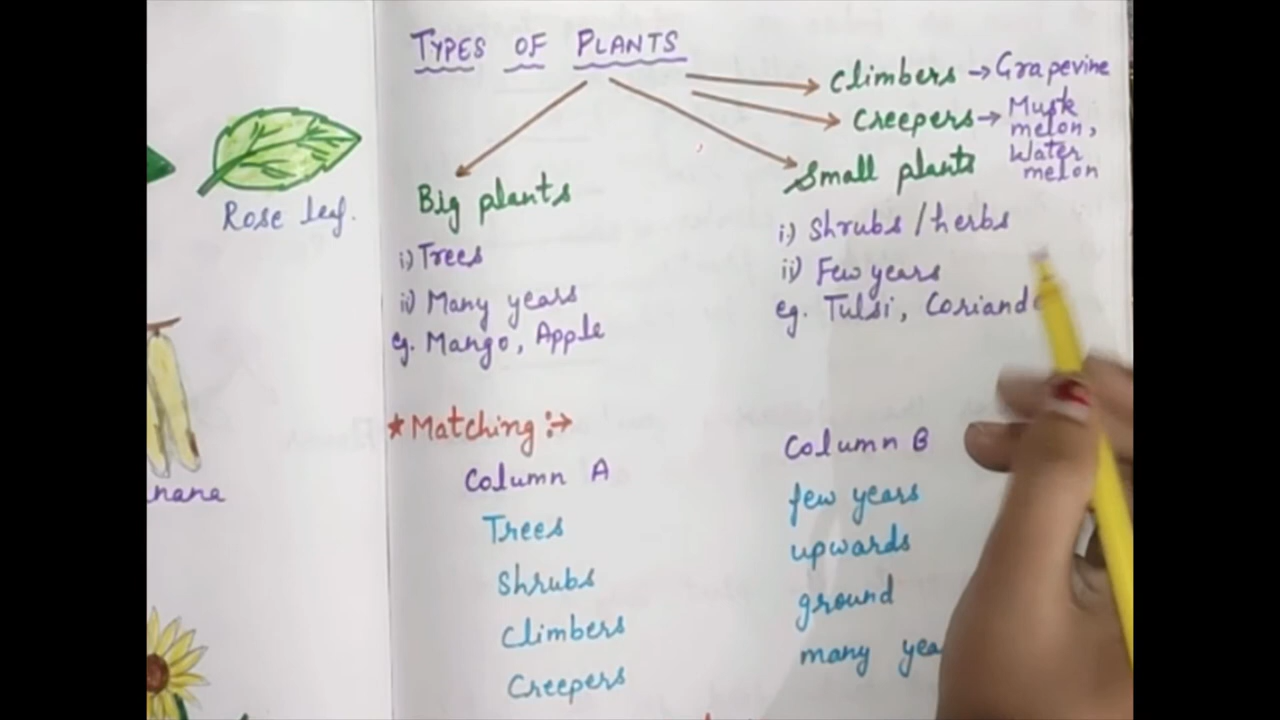 TYPES OF PLANTS
Climbers → Grapevine
Creepers → Musk
melon,
Water
melon
Rose leaf.
Big plants
i) Trees
ii) Many years
eg. Mango, Apple
Small plants
i) Shrubs / herbs
ii) Few years
eg. Tulsi,
nana
★ Matching :→
Column A
Trees
Shrubs
Climbers
Creepers
Column B
few years
upwards
ground
many